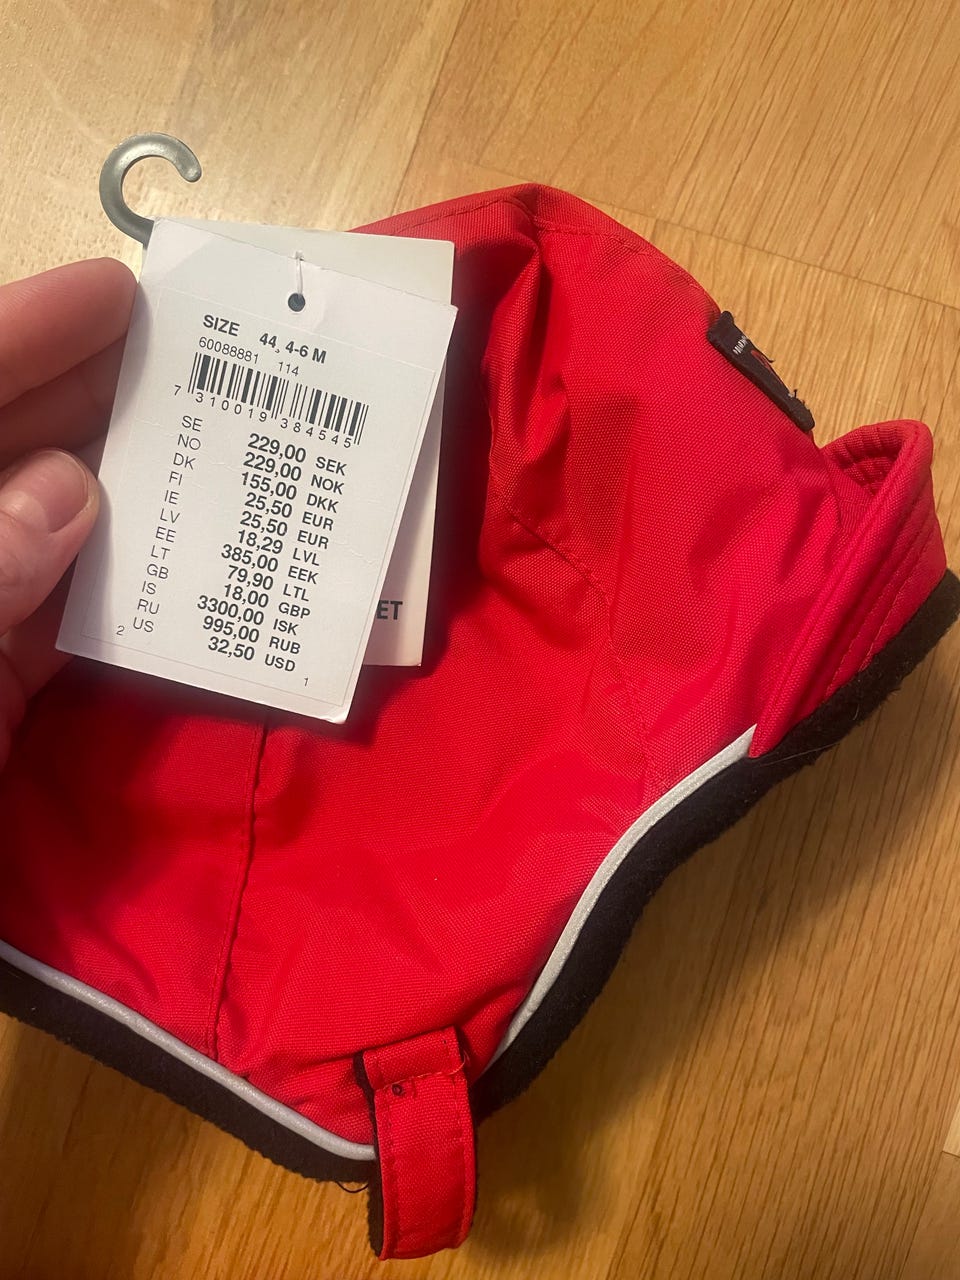 SIZE 44, 4-6 M
60088881 114
7 310019 384545
SE 229,00 SEK
NO 229,00 NOK
DK 155,00 DKK
FI 25,50 EUR
IE 25,50 EUR
LV 18,29 LVL
EE 385,00 EEK
LT 79,90 LTL
GB 18,00 GBP
IS 3300,00 ISK
RU 995,00 RUB
US 32,50 USD
2 1
ET